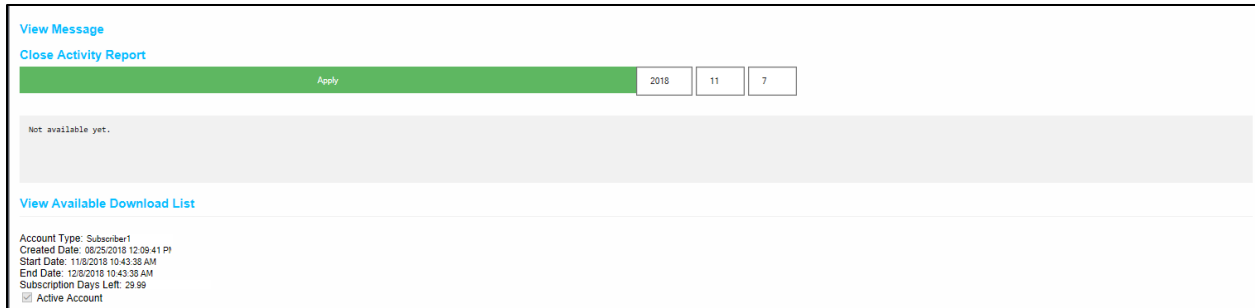 View Message
Close Activity Report
Apply 2018 11 7
Not available yet.
View Available Download List
Account Type: Subscriber1
Created Date: 08/25/2018 12:09:41 PM
Start Date: 11/8/2018 10:43:38 AM
End Date: 12/8/2018 10:43:38 AM
Subscription Days Left: 29.99
Active Account